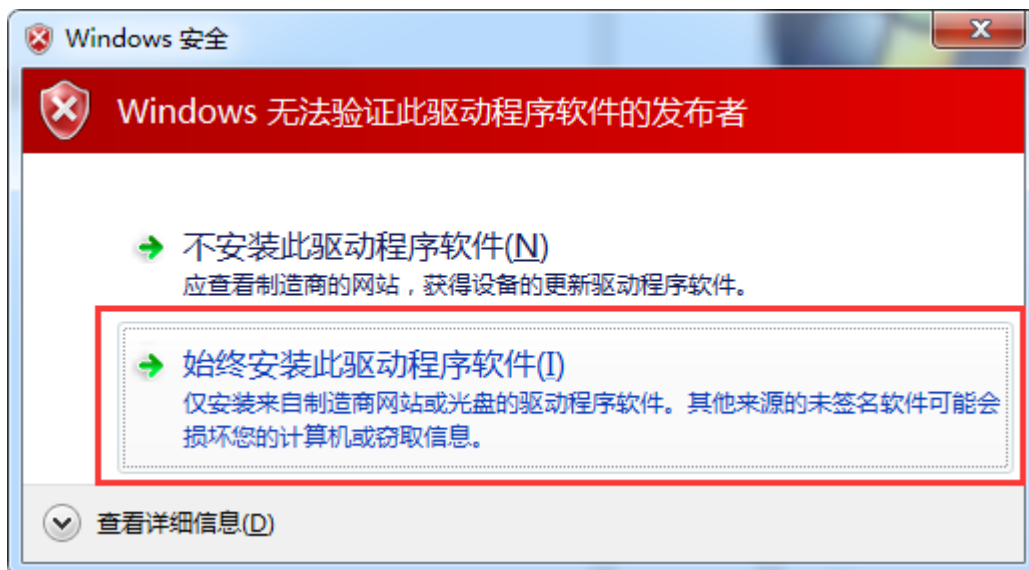 Windows 安全
Windows 无法验证此驱动程序软件的发布者
不安装此驱动程序软件(N)
应查看制造商的网站，获得设备的更新驱动程序软件。
始终安装此驱动程序软件(I)
仅安装来自制造商网站或光盘的驱动程序软件。其他来源的未签名软件可能会
损坏您的计算机或窃取信息。
查看详细信息(D)